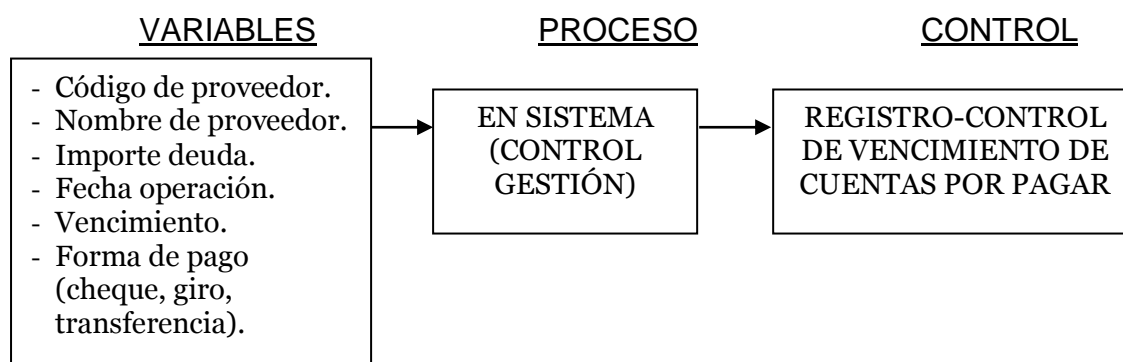 VARIABLES
PROCESO
CONTROL
- Código de proveedor.
- Nombre de proveedor.
- Importe deuda.
- Fecha operación.
- Vencimiento.
- Forma de pago
(cheque, giro,
transferencia).
EN SISTEMA
(CONTROL
GESTIÓN)
REGISTRO-CONTROL
DE VENCIMIENTO DE
CUENTAS POR PAGAR